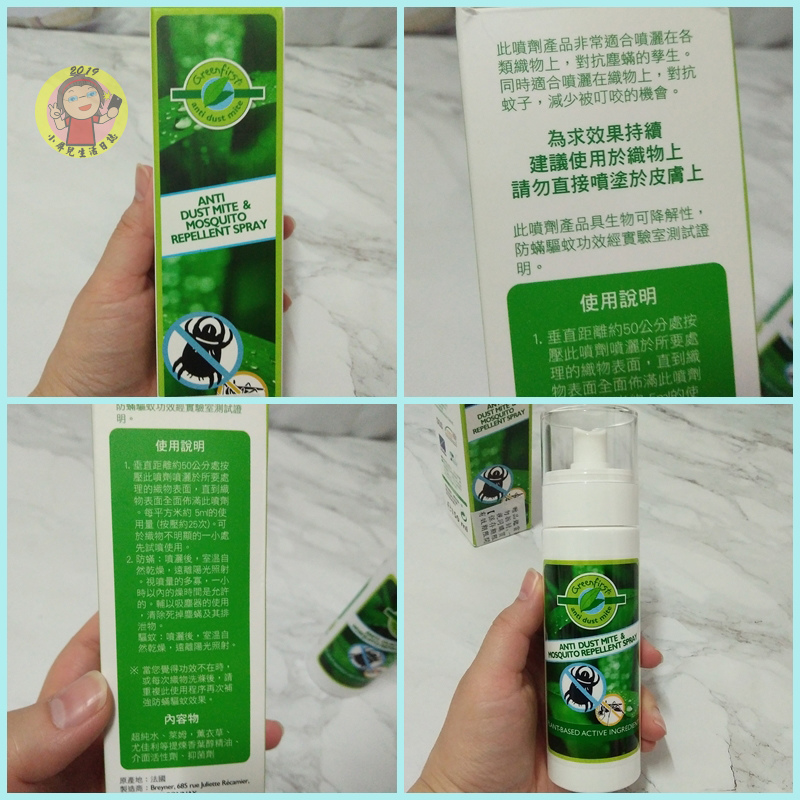 2019
小屏兒生活日誌
Greenfirst
anti dust mite
ANTI
DUST MITE &
MOSQUITO
REPELLENT SPRAY
此噴劑產品非常適合噴灑在各
類織物上，對抗塵蟎的孳生。
同時適合噴灑在織物上，對抗
蚊子，減少被叮咬的機會。
為求效果持續
建議使用於織物上
請勿直接噴塗於皮膚上
此噴劑產品具生物可降解性，
防蟎驅蚊功效經實驗室測試證
明。
使用說明
1. 垂直距離約50公分處按
壓此噴劑噴灑於所要處
理的織物表面，直到織
物表面全面佈滿此噴劑
防蟎驅蚊功效經實驗室測試證
明。
使用說明
1. 垂直距離約50公分處按
壓此噴劑噴灑於所要處
理的織物表面，直到織
物表面全面佈滿此噴劑
。每平方米約 5ml的使
用量 (按壓約25次)。可
於織物不明顯的一小處
先試噴使用。
2. 防蟎：噴灑後，室溫自
然乾燥，遠離陽光照射
。視噴量的多寡，一小
時以內的燥時間是允許
的。輔以吸塵器的使用
，清除死掉塵蟎及其排
泄物。
驅蚊：噴灑後，室溫自
然乾燥，遠離陽光照射。
※ 當您覺得功效不在時，
或每次織物洗滌後，請
重複此使用程序再次補
強防蟎驅蚊效果。
內容物
超純水、萊姆，薰衣草、
尤佳利等提煉香葉醇精油、
介面活性劑、抑菌劑
原產地：法國
製造商：Breyner, 685 rue Juliette Récamier,
ANTI
DUST MITE &
MOSQUITO
REPELLENT SPRAY
Greenfirst
anti dust mite
ANTI DUST MITE &
MOSQUITO REPELLENT SPRAY
PLANT-BASED ACTIVE INGREDIEN